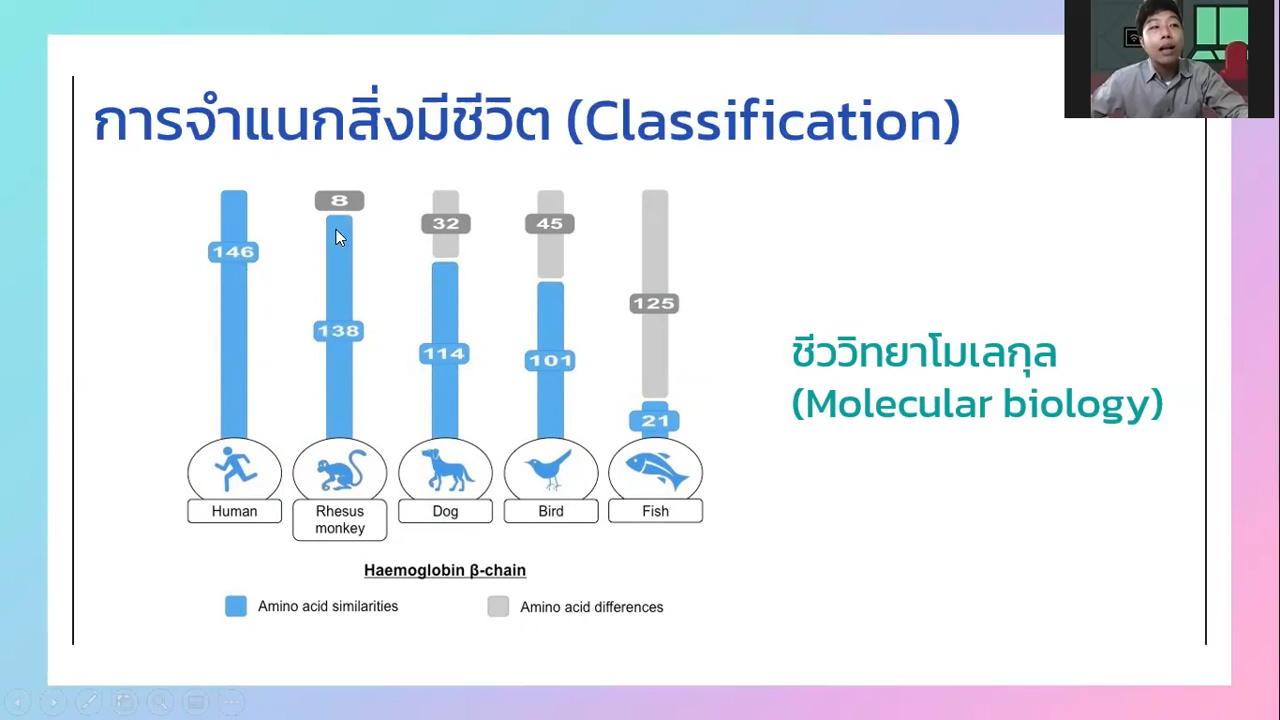 การจำแนกสิ่งมีชีวิต (Classification)
8
32
45
146
125
138
114
101
21
ชีววิทยาโมเลกุล
(Molecular biology)
Human
Rhesus
monkey
Dog
Bird
Fish
Haemoglobin β-chain
Amino acid similarities
Amino acid differences